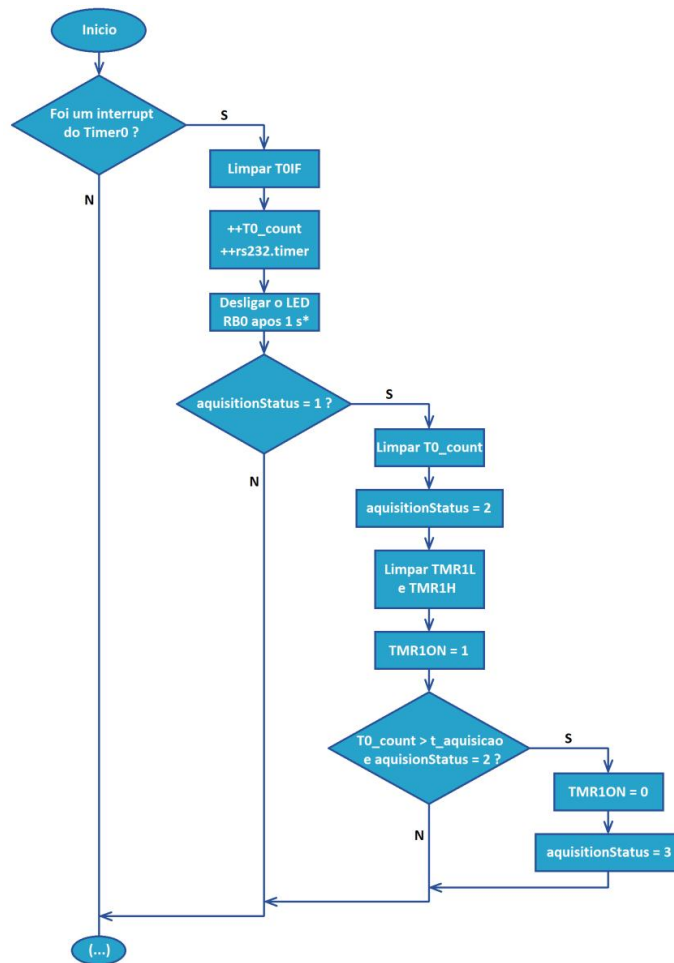 Inicio
Foi um interrupt
do Timer0 ?
S
N
Limpar T0IF
++T0_count
++rs232.timer
Desligar o LED
RB0 apos 1 s*
aquisitionStatus = 1 ?
S
N
Limpar T0_count
aquisitionStatus = 2
Limpar TMR1L
e TMR1H
TMR1ON = 1
T0_count > t_aquisicao
e aquisionStatus = 2 ?
S
N
TMR1ON = 0
aquisitionStatus = 3
(...)